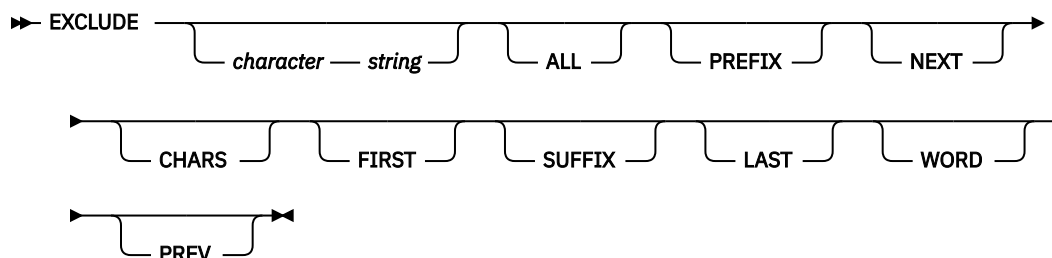 EXCLUDE
character string ALL PREFIX NEXT
CHARS FIRST SUFFIX LAST WORD
PREV